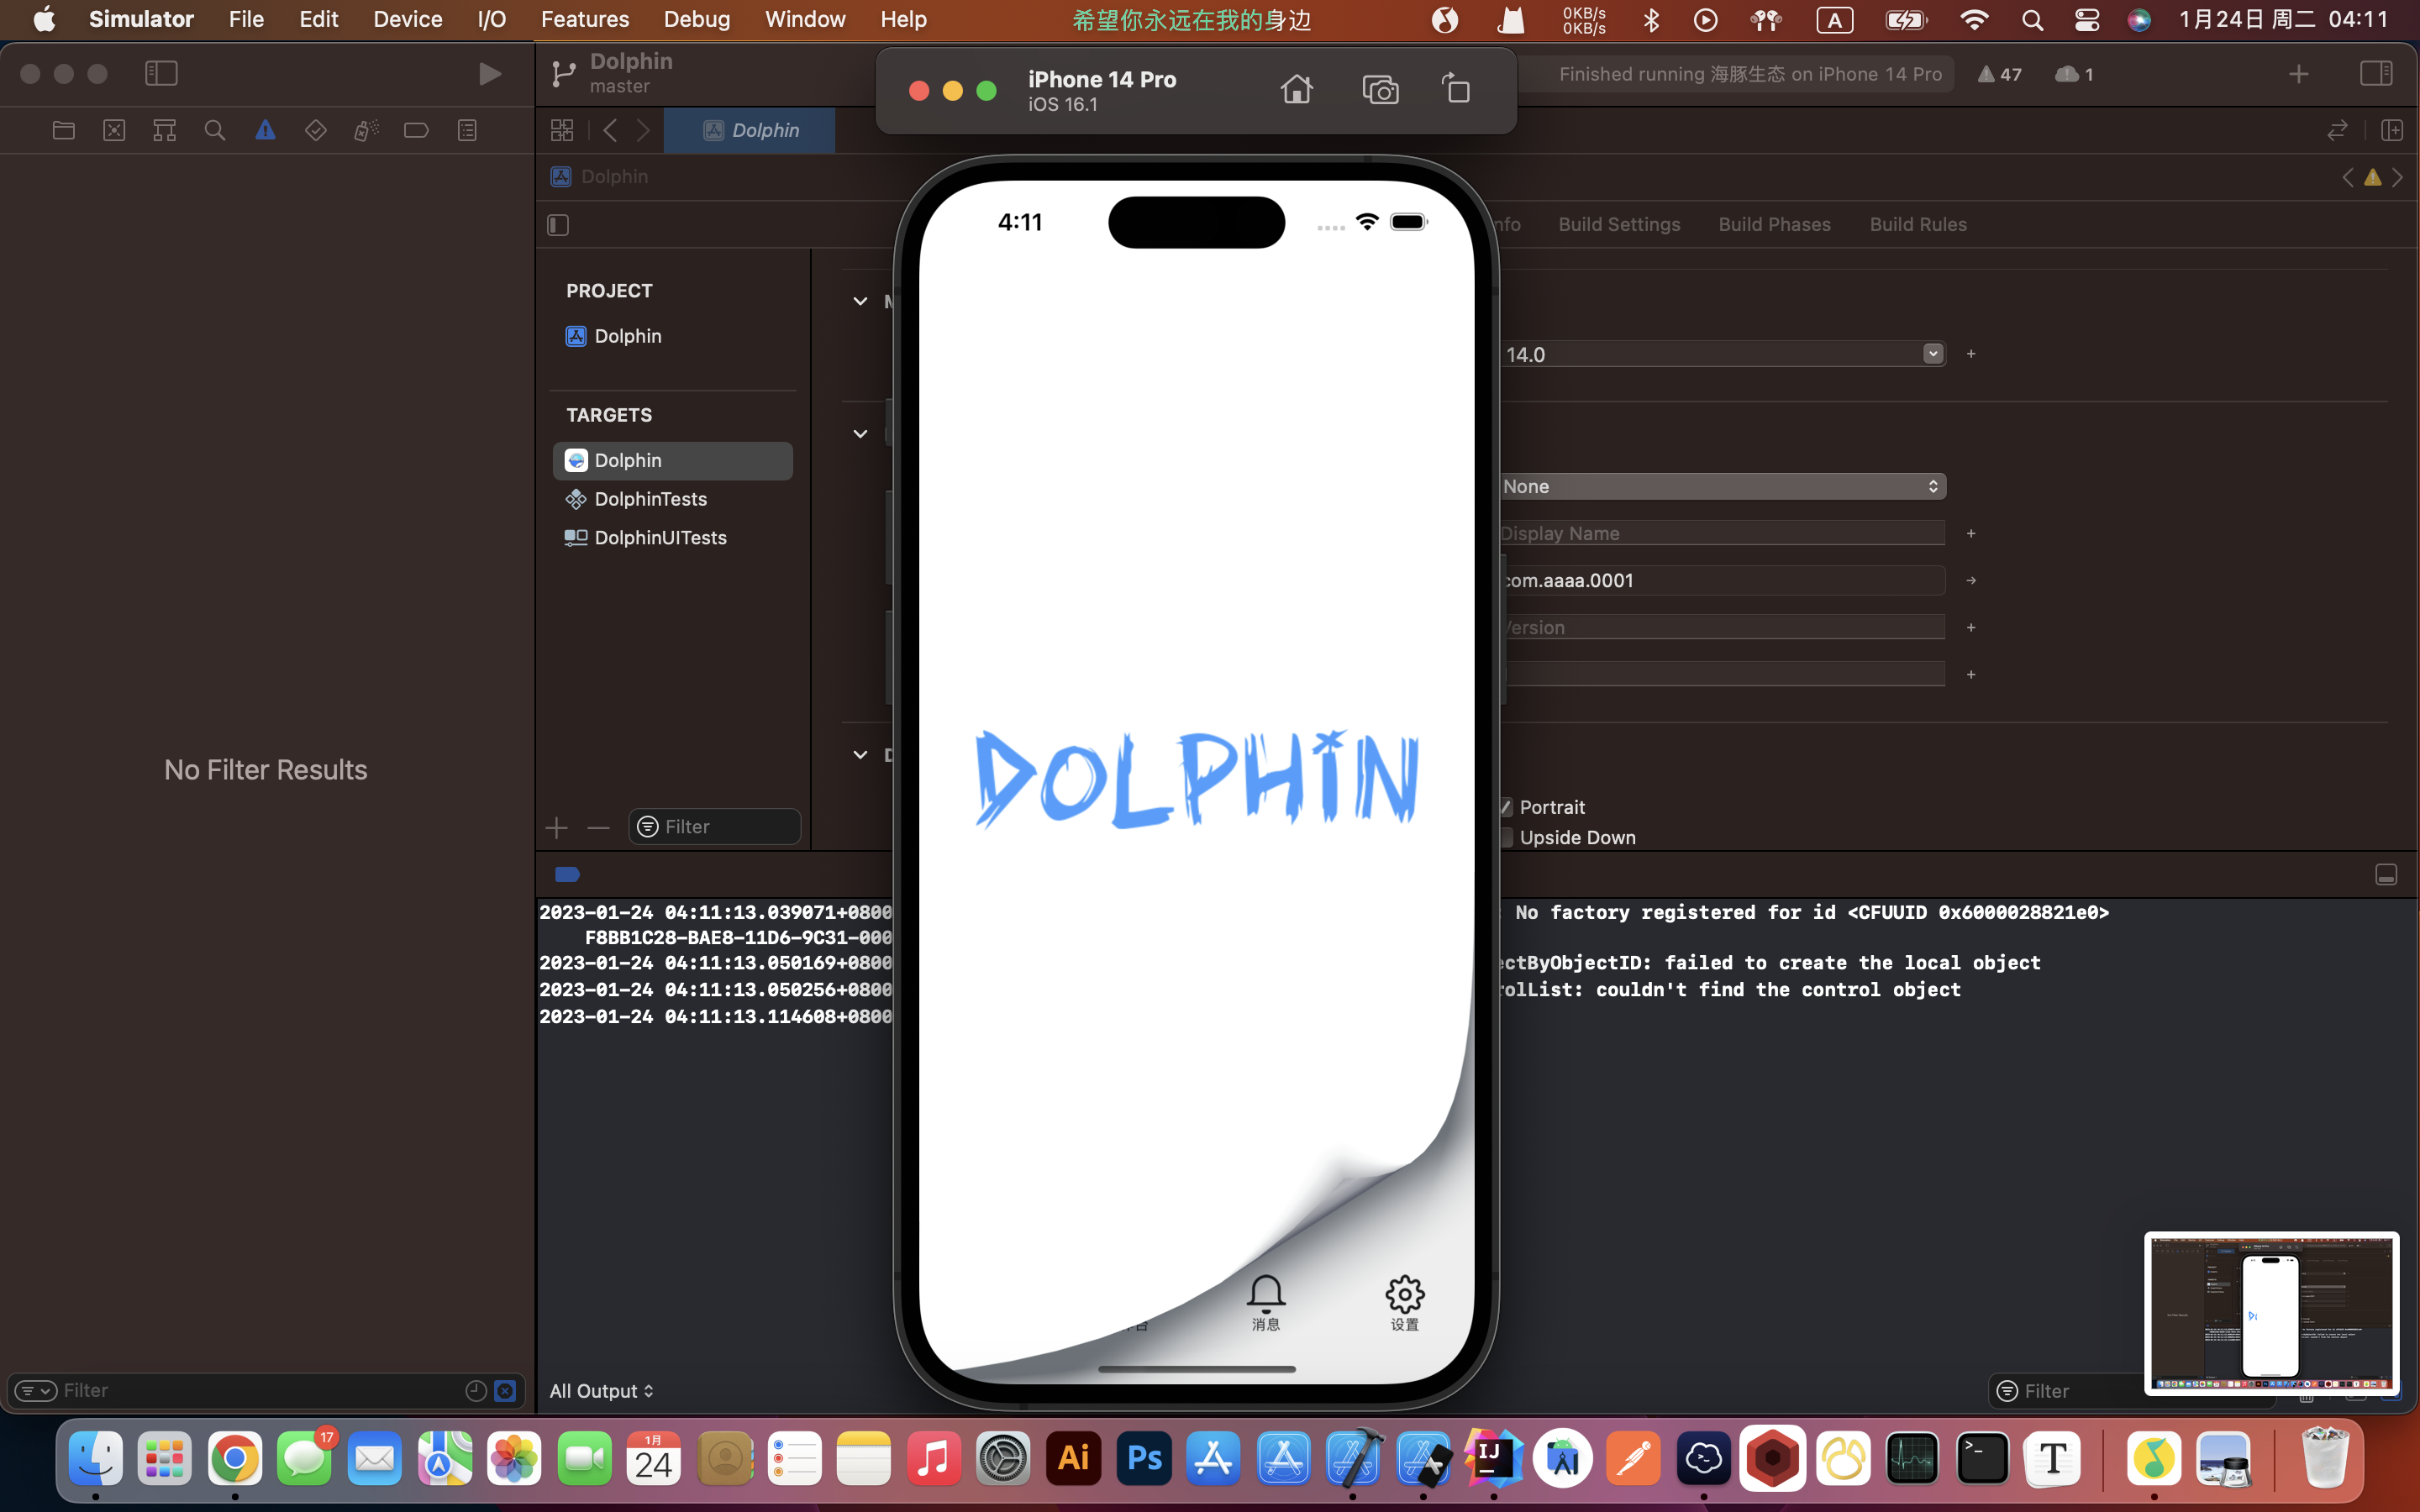 Simulator File Edit Device I/O Features Debug Window Help 希望你永远在我的身边 0KB/s 0KB/s A 1月24日 周二 04:11
Dolphin
master
iPhone 14 Pro
iOS 16.1
Finished running 海豚生态 on iPhone 14 Pro 47 1
Dolphin
Dolphin
nfo Build Settings Build Phases Build Rules
4:11
PROJECT
Dolphin
14.0
TARGETS
Dolphin
DolphinTests
DolphinUITests
None
Display Name
com.aaaa.0001
Version
No Filter Results
DOLPHIN
Filter
Portrait
Upside Down
2023-01-24 04:11:13.039071+0800 : No factory registered for id <CFUUID 0x6000028821e0>
F8BB1C28-BAE8-11D6-9C31-000
2023-01-24 04:11:13.050169+0800 ectByObjectID: failed to create the local object
2023-01-24 04:11:13.050256+0800 rolList: couldn't find the control object
2023-01-24 04:11:13.114608+0800
台 消息 设置
Filter
All Output
Filter
17
1月
24
Ai
Ps
IJ
T